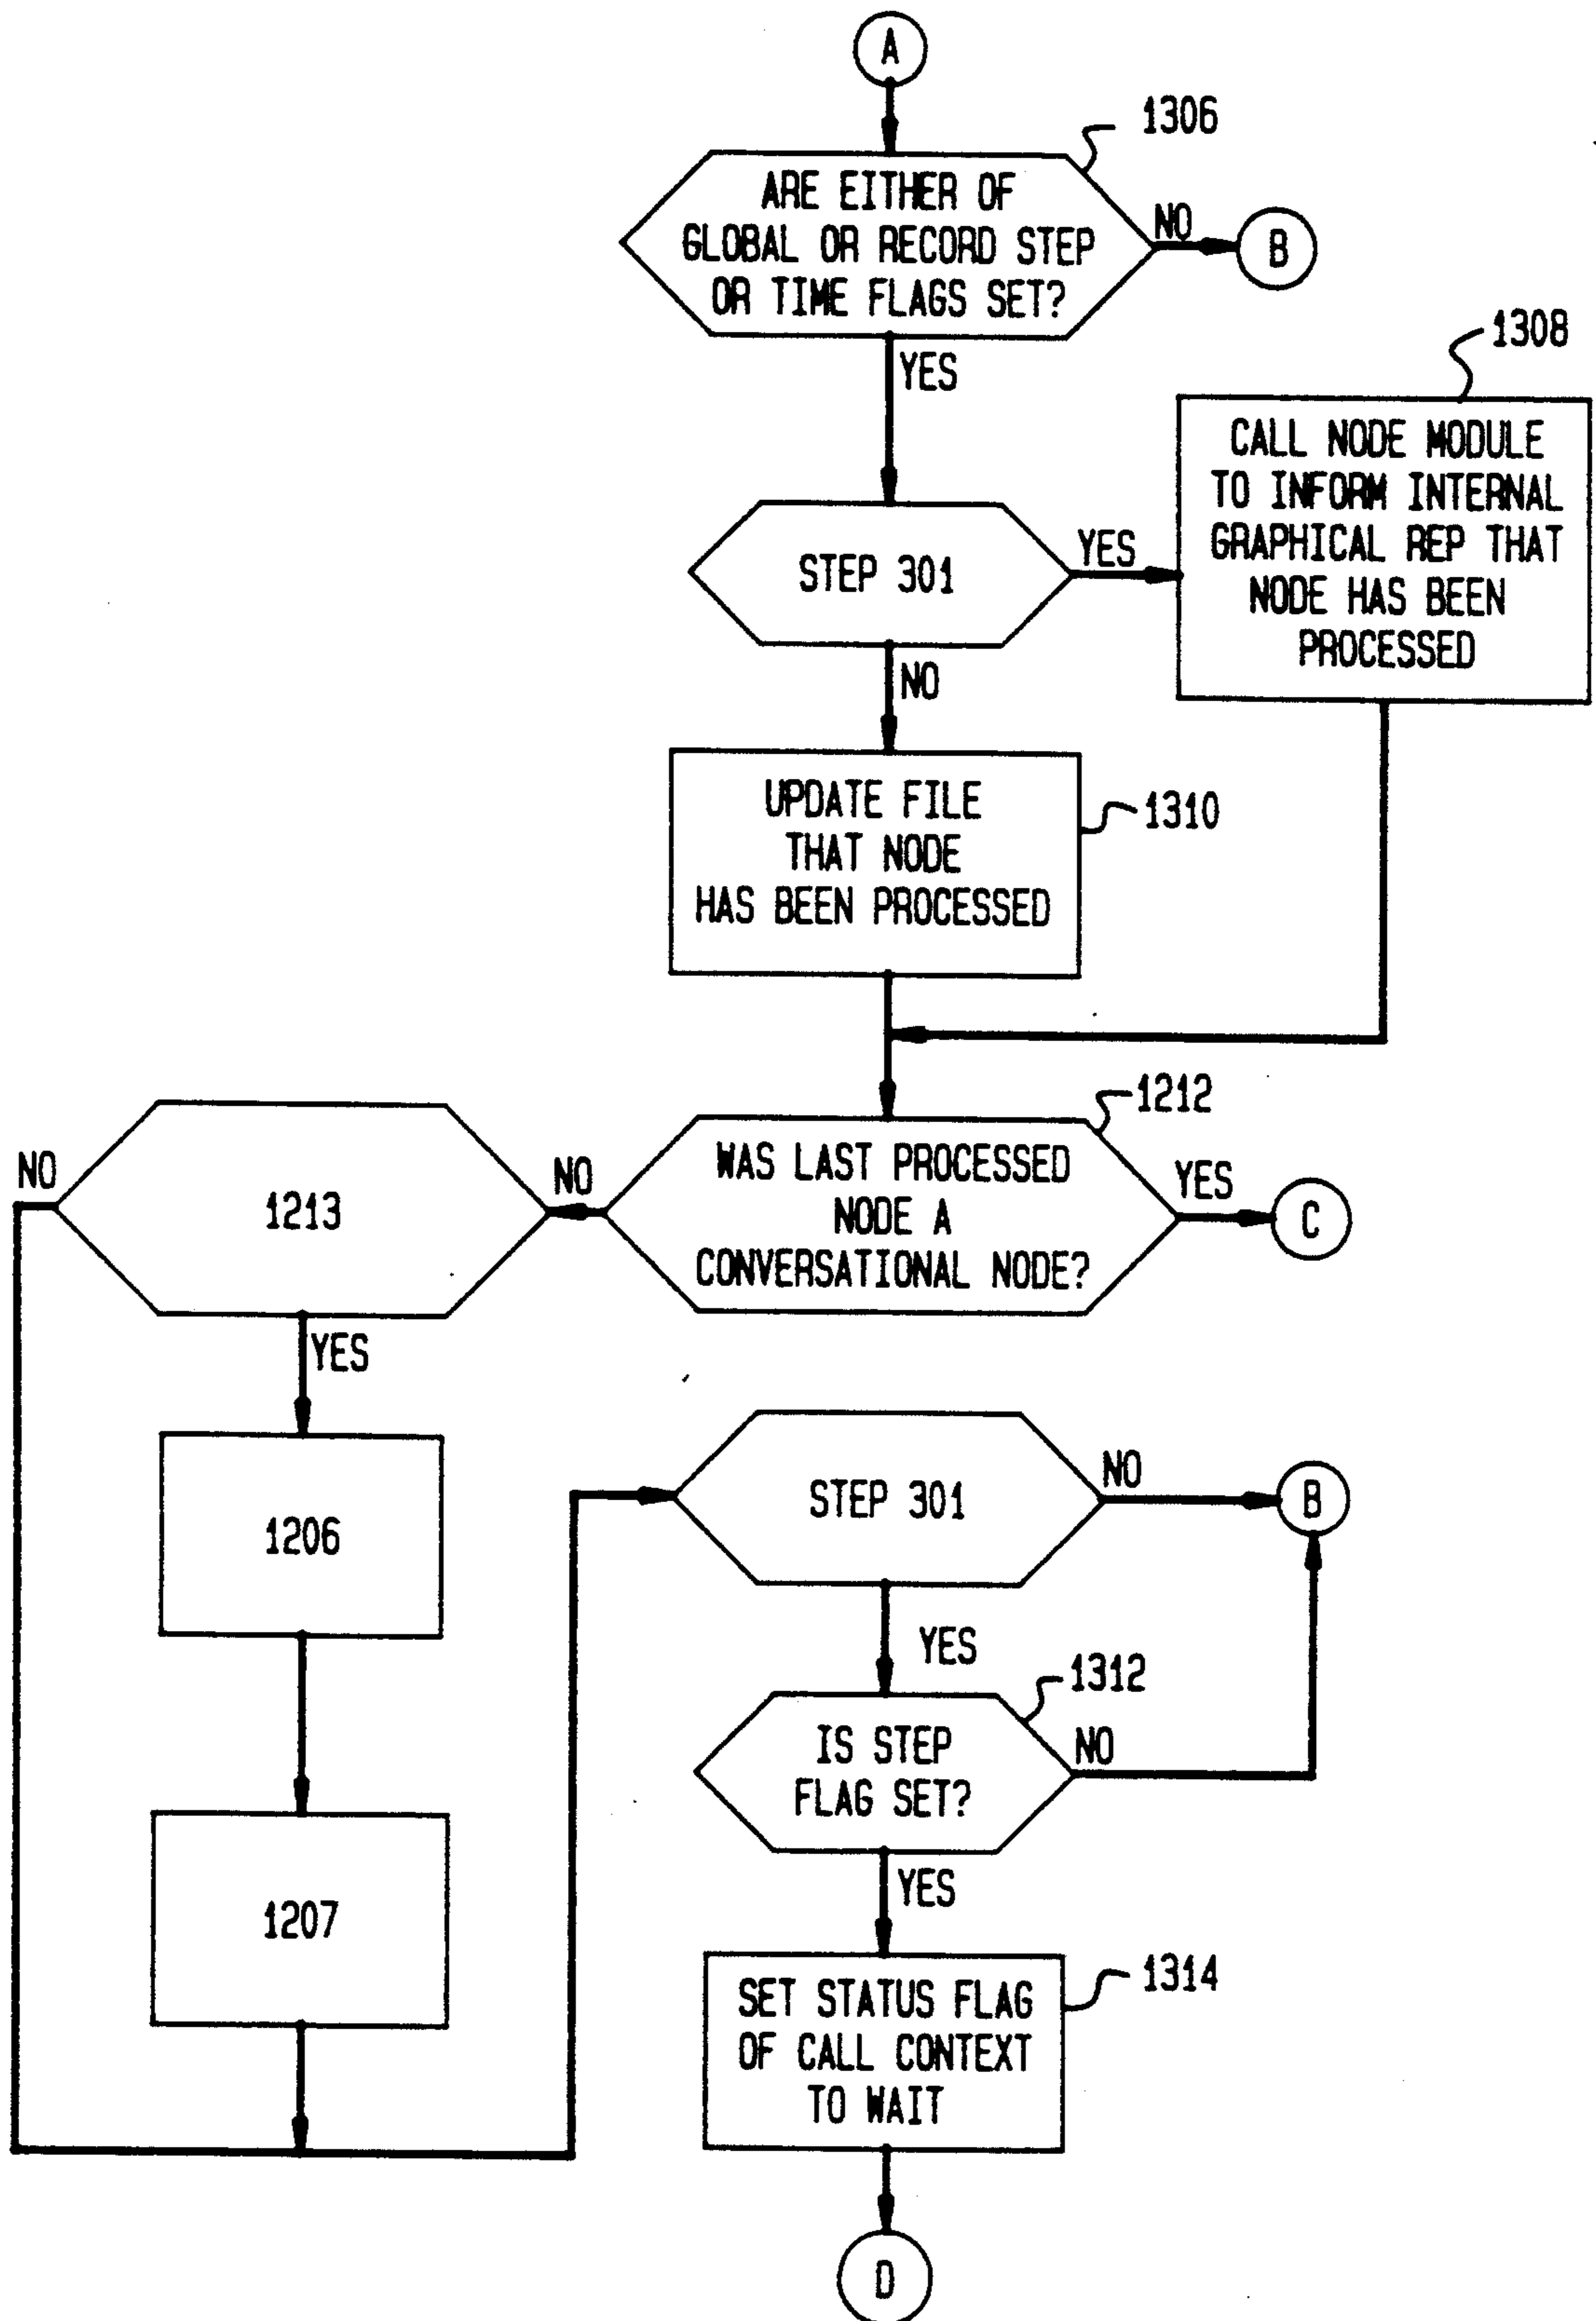 A
1306
ARE EITHER OF
GLOBAL OR RECORD STEP
OR TIME FLAGS SET?
NO
B
YES
1308
CALL NODE MODULE
TO INFORM INTERNAL
GRAPHICAL REP THAT
NODE HAS BEEN
PROCESSED
STEP 301
YES
NO
UPDATE FILE
THAT NODE
HAS BEEN PROCESSED
1310
1212
WAS LAST PROCESSED
NODE A
CONVERSATIONAL NODE?
YES
C
NO
1213
NO
YES
1206
1207
STEP 301
NO
B
YES
1312
IS STEP
FLAG SET?
NO
YES
1314
SET STATUS FLAG
OF CALL CONTEXT
TO WAIT
D